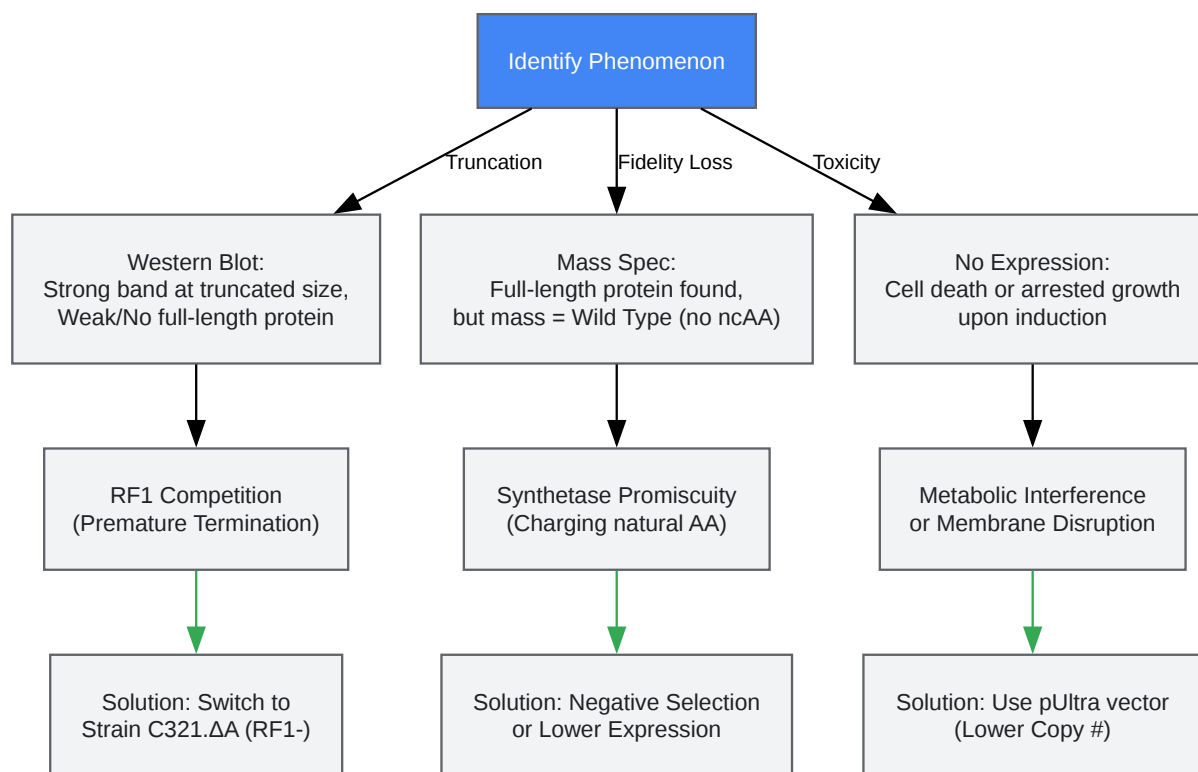 Identify Phenomenon
Truncation
Fidelity Loss
Toxicity
Western Blot:
Strong band at truncated size,
Weak/No full-length protein
Mass Spec:
Full-length protein found,
but mass = Wild Type (no ncAA)
No Expression:
Cell death or arrested growth
upon induction
RF1 Competition
(Premature Termination)
Synthetase Promiscuity
(Charging natural AA)
Metabolic Interference
or Membrane Disruption
Solution: Switch to
Strain C321.ΔA (RF1-)
Solution: Negative Selection
or Lower Expression
Solution: Use pUltra vector
(Lower Copy #)